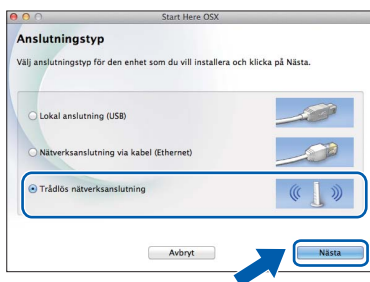 Start Here OSX
Anslutningstyp
Välj anslutningstyp för den enhet som du vill installera och klicka på Nästa.
Lokal anslutning (USB)
Nätverksanslutning via kabel (Ethernet)
Trådlös nätverksanslutning
Avbryt
Nästa